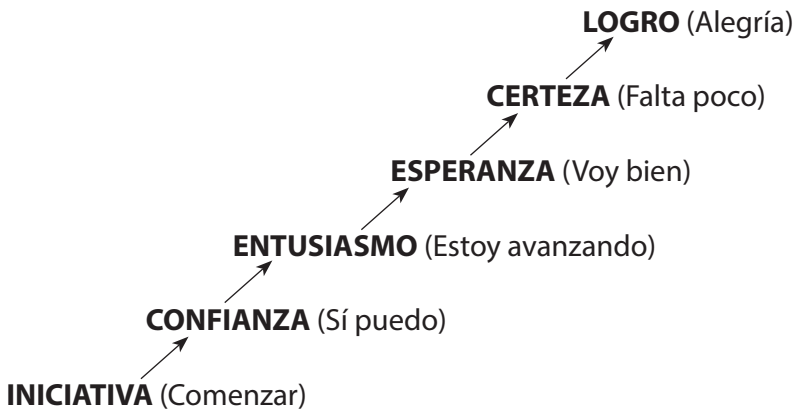 LOGRO (Alegría)
CERTEZA (Falta poco)
ESPERANZA (Voy bien)
ENTUSIASMO (Estoy avanzando)
CONFIANZA (Sí puedo)
INICIATIVA (Comenzar)